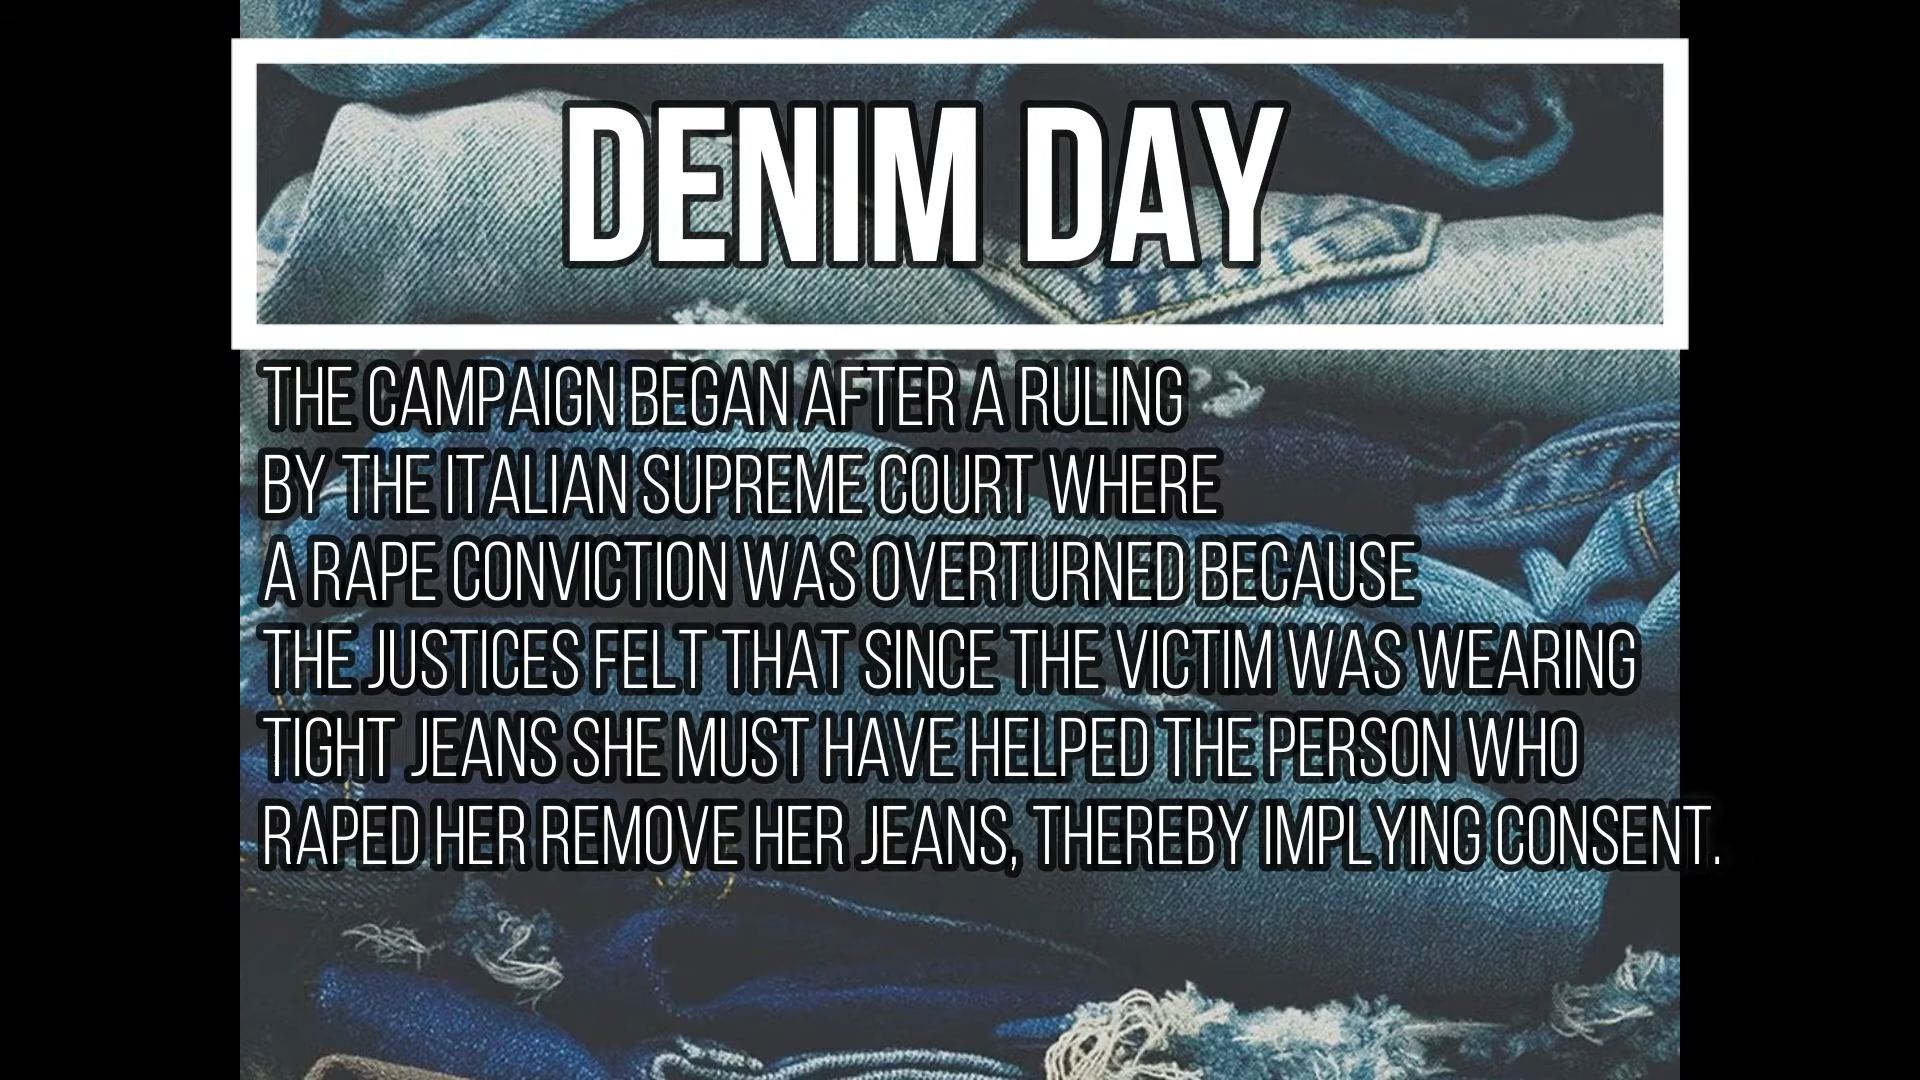 DENIM DAY
THE CAMPAIGN BEGAN AFTER A RULING
BY THE ITALIAN SUPREME COURT WHERE
A RAPE CONVICTION WAS OVERTURNED BECAUSE
THE JUSTICES FELT THAT SINCE THE VICTIM WAS WEARING
TIGHT JEANS SHE MUST HAVE HELPED THE PERSON WHO
RAPED HER REMOVE HER JEANS, THEREBY IMPLYING CONSENT.